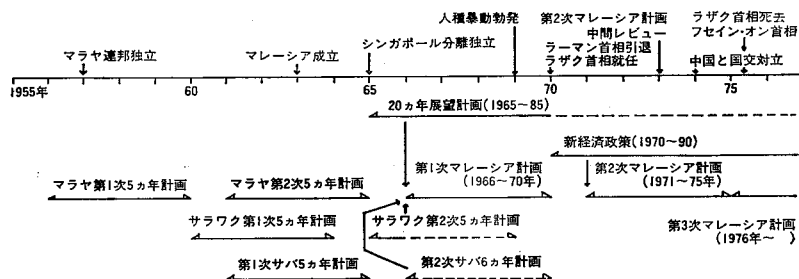 人種暴動勃発
第2次マレーシア計画
中間レビュー
ラーマン首相引退
ラザク首相就任
ラザク首相死去
フセイン・オン首相
マラヤ連邦独立
マレーシア成立
シンガポール分離独立
中国と国交対立
1955年
60
65
70
75
20ヵ年展望計画(1965～85)
新経済政策(1970～90)
マラヤ第1次5ヵ年計画
マラヤ第2次5ヵ年計画
第1次マレーシア計画
(1966～70年)
第2次マレーシア計画
(1971～75年)
サラワク第1次5ヵ年計画
サラワク第2次5ヵ年計画
第3次マレーシア計画
(1976年～　)
第1次サバ5ヵ年計画
第2次サバ6ヵ年計画